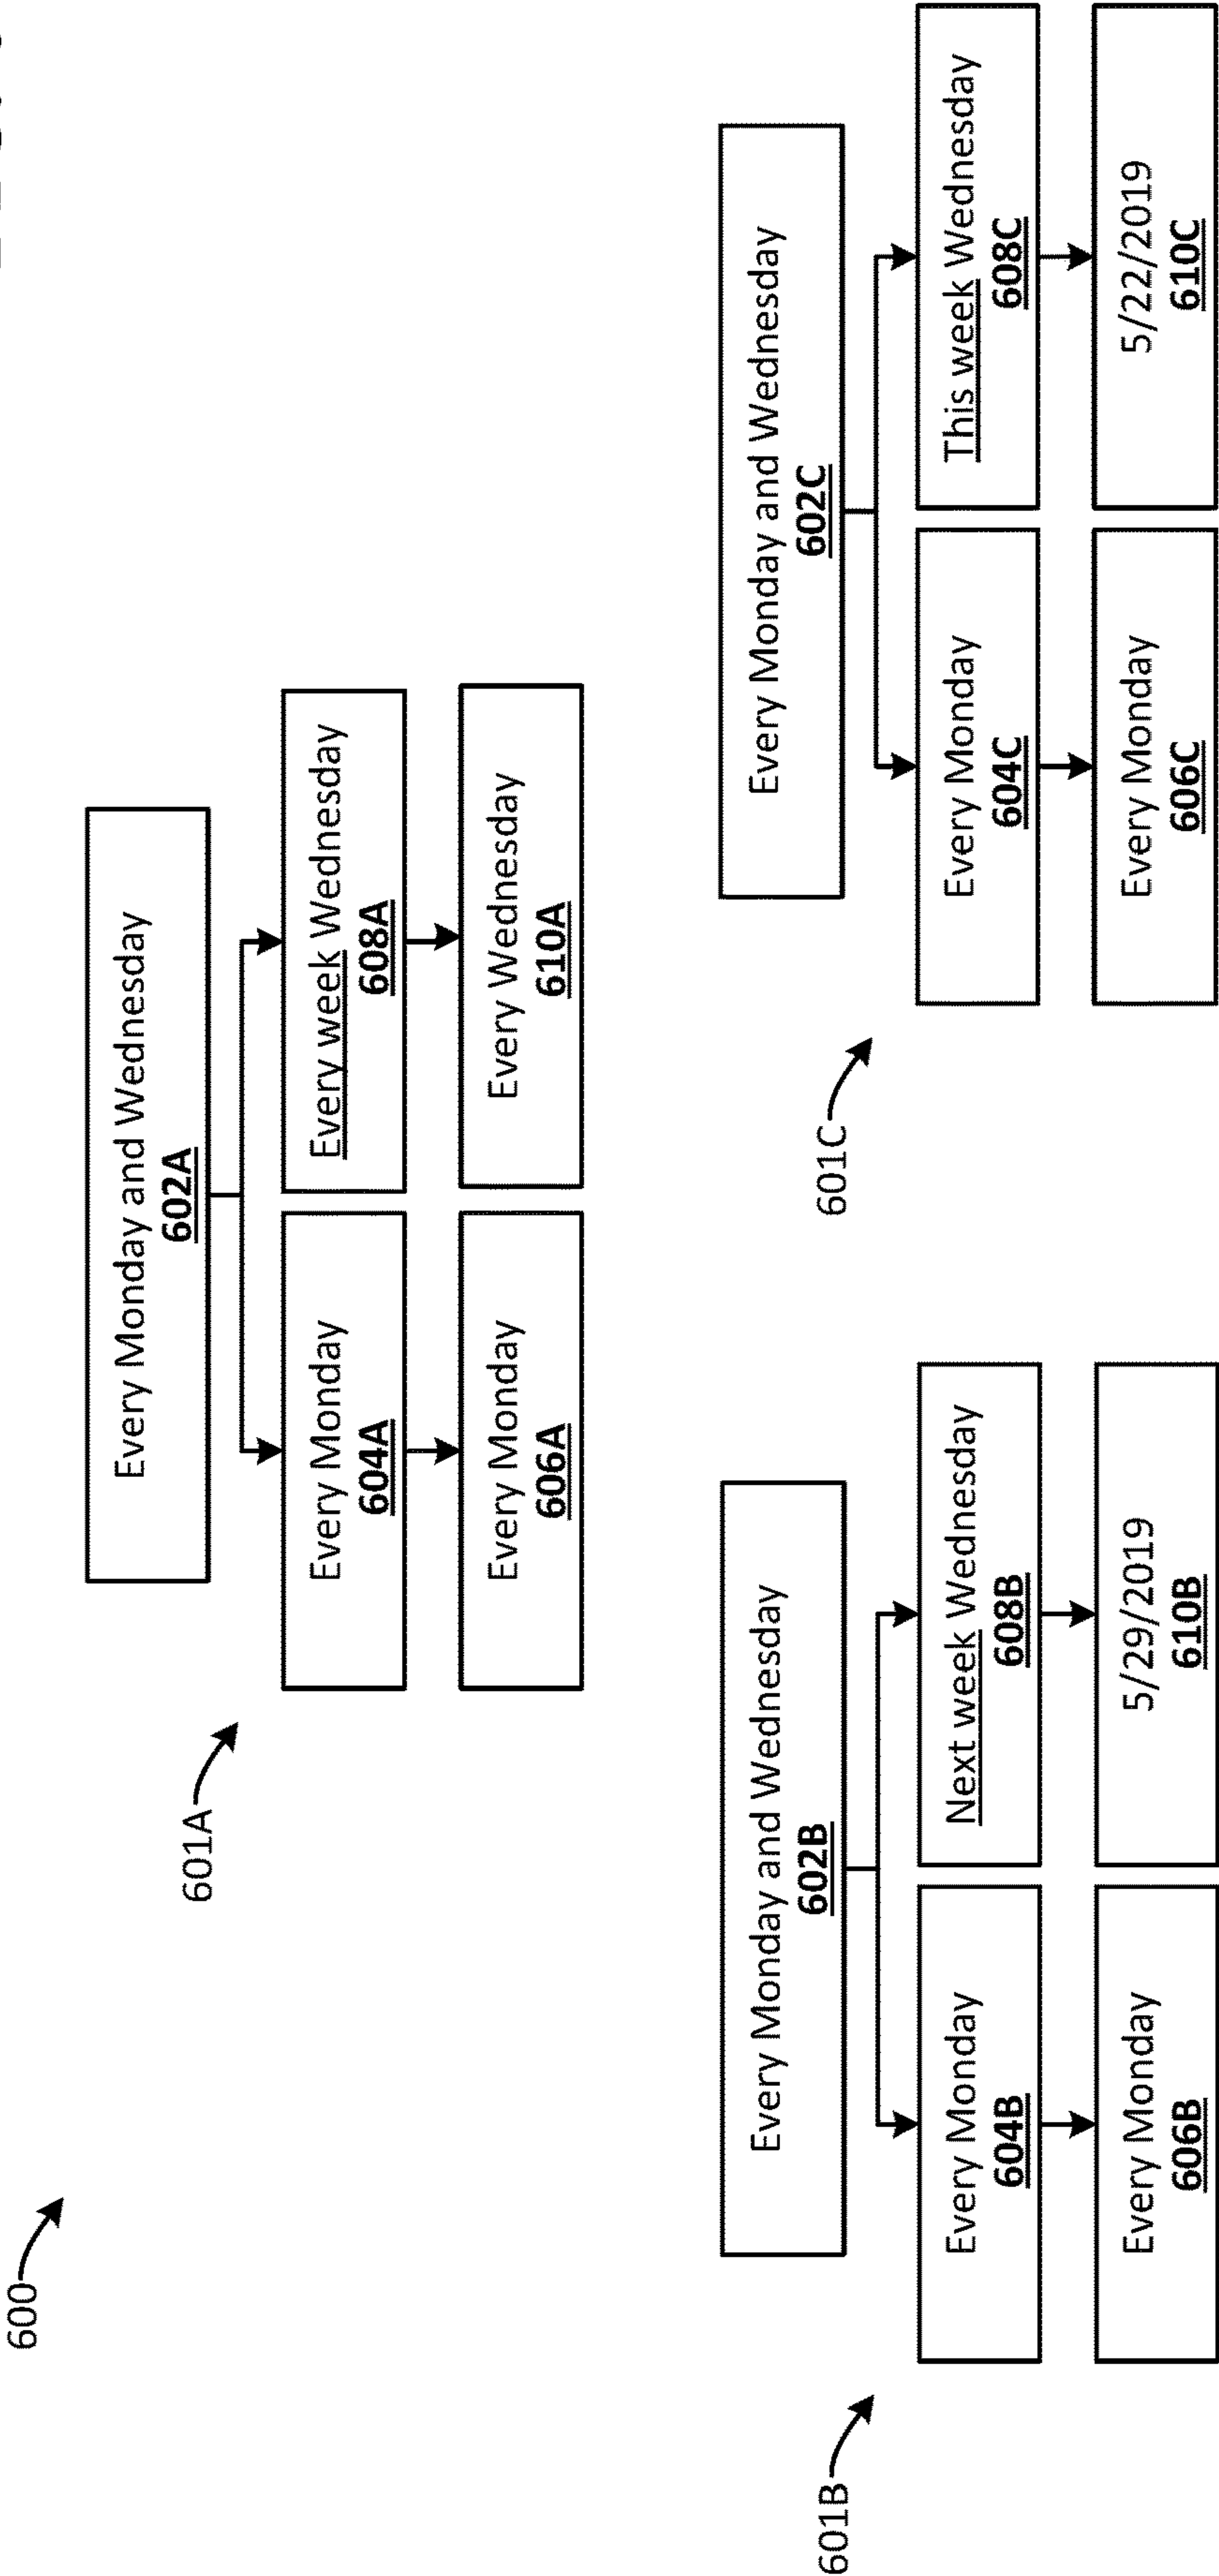 600
601A
Every Monday and Wednesday
602A
Every Monday
604A
Every week Wednesday
608A
Every Monday
606A
Every Wednesday
610A
601B
Every Monday and Wednesday
602B
Every Monday
604B
Next week Wednesday
608B
Every Monday
606B
5/29/2019
610B
601C
Every Monday and Wednesday
602C
Every Monday
604C
This week Wednesday
608C
Every Monday
606C
5/22/2019
610C